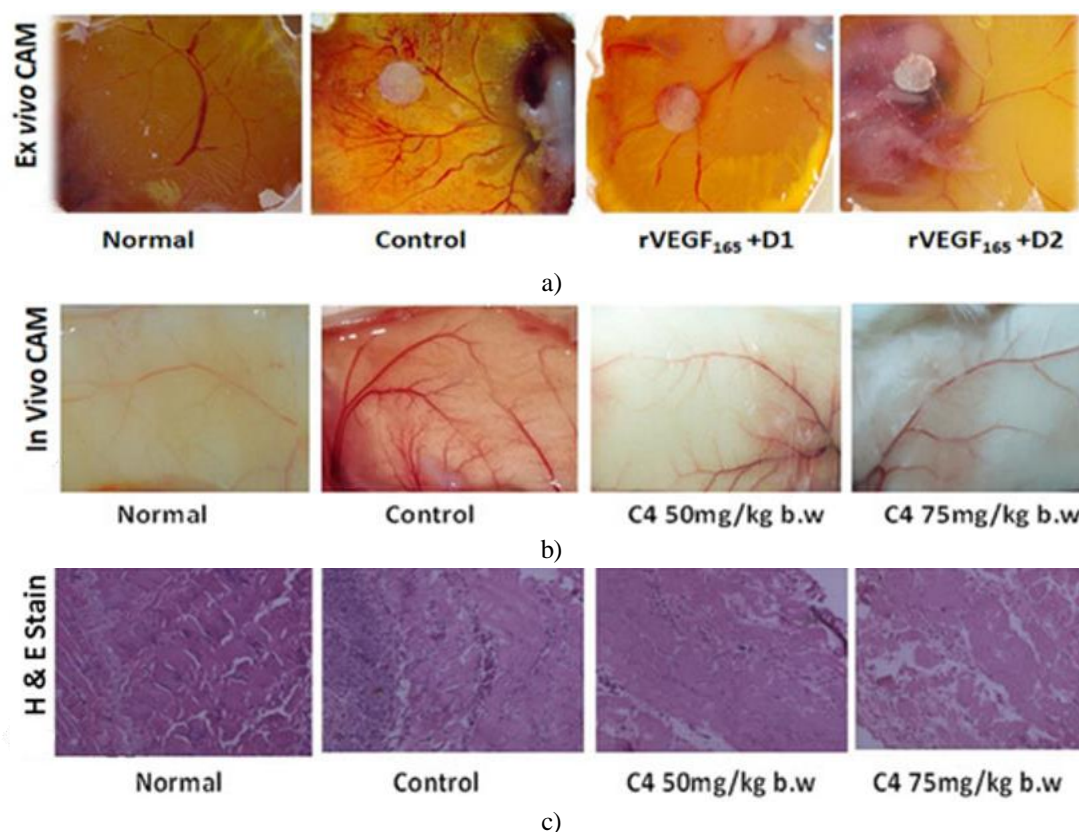 Ex vivo CAM
Normal Control rVEGF₁₆₅ +D1 rVEGF₁₆₅ +D2
a)
In Vivo CAM
Normal Control C4 50mg/kg b.w C4 75mg/kg b.w
b)
H & E Stain
Normal Control C4 50mg/kg b.w C4 75mg/kg b.w
c)